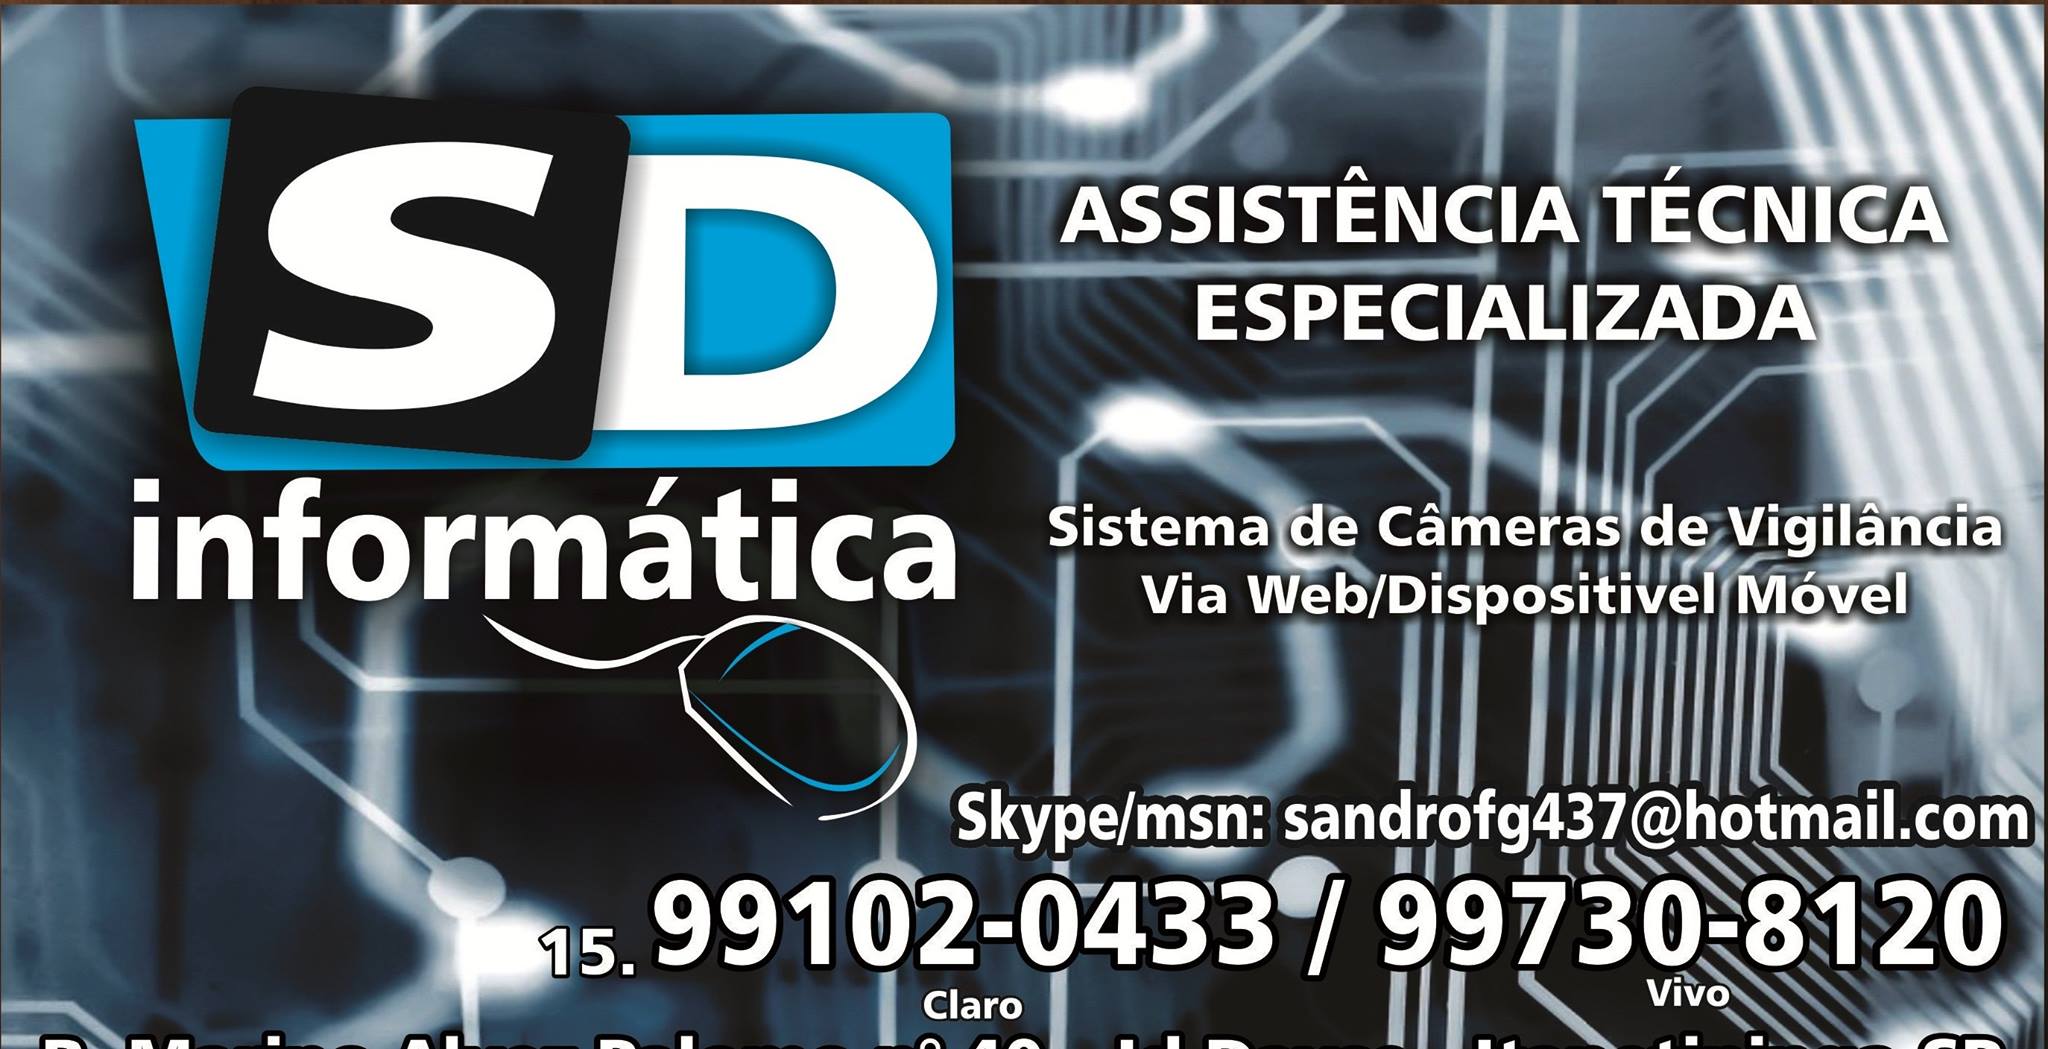 SD
informática
ASSISTÊNCIA TÉCNICA
ESPECIALIZADA
Sistema de Câmeras de Vigilância
Via Web/Dispositivel Móvel
Skype/msn: sandrofg437@hotmail.com
15. 99102-0433 / 99730-8120
Claro Vivo